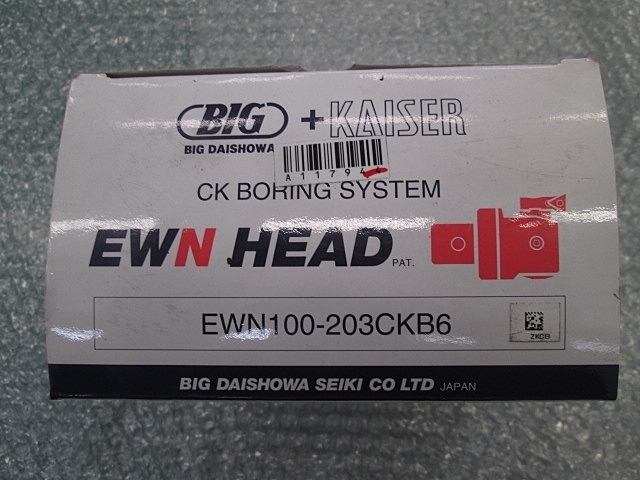 BIG + KAISER
BIG DAISHOWA
A11794
CK BORING SYSTEM
EWN HEAD PAT.
EWN100-203CKB6
ZKCB
BIG DAISHOWA SEIKI CO LTD JAPAN